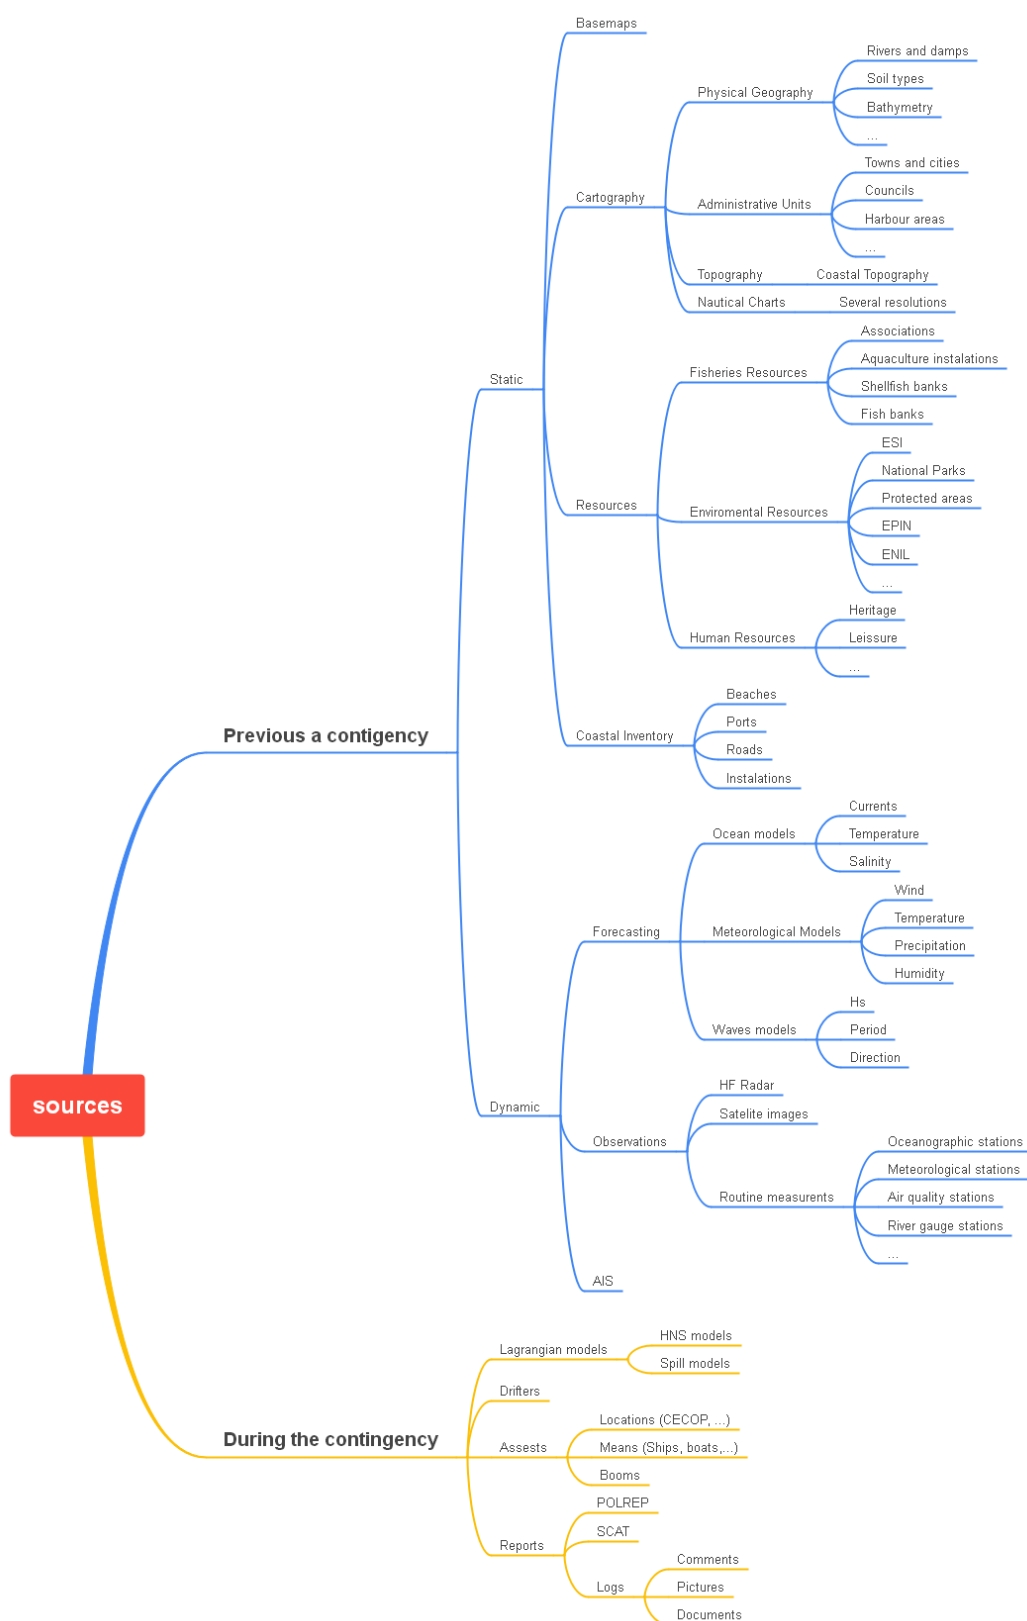 sources
Previous a contigency
Static
Basemaps
Cartography
Physical Geography
Rivers and damps
Soil types
Bathymetry
...
Administrative Units
Towns and cities
Councils
Harbour areas
...
Topography
Coastal Topography
Nautical Charts
Several resolutions
Resources
Fisheries Resources
Associations
Aquaculture instalations
Shellfish banks
Fish banks
Enviromental Resources
ESI
National Parks
Protected areas
EPIN
ENIL
...
Human Resources
Heritage
Leissure
...
Coastal Inventory
Beaches
Ports
Roads
Instalations
Dynamic
Forecasting
Ocean models
Currents
Temperature
Salinity
Meteorological Models
Wind
Temperature
Precipitation
Humidity
Waves models
Hs
Period
Direction
Observations
HF Radar
Satelite images
Routine measurents
Oceanographic stations
Meteorological stations
Air quality stations
River gauge stations
...
AIS
During the contingency
Lagrangian models
HNS models
Spill models
Drifters
Assests
Locations (CECOP, ...)
Means (Ships, boats,...)
Booms
Reports
POLREP
SCAT
Logs
Comments
Pictures
Documents